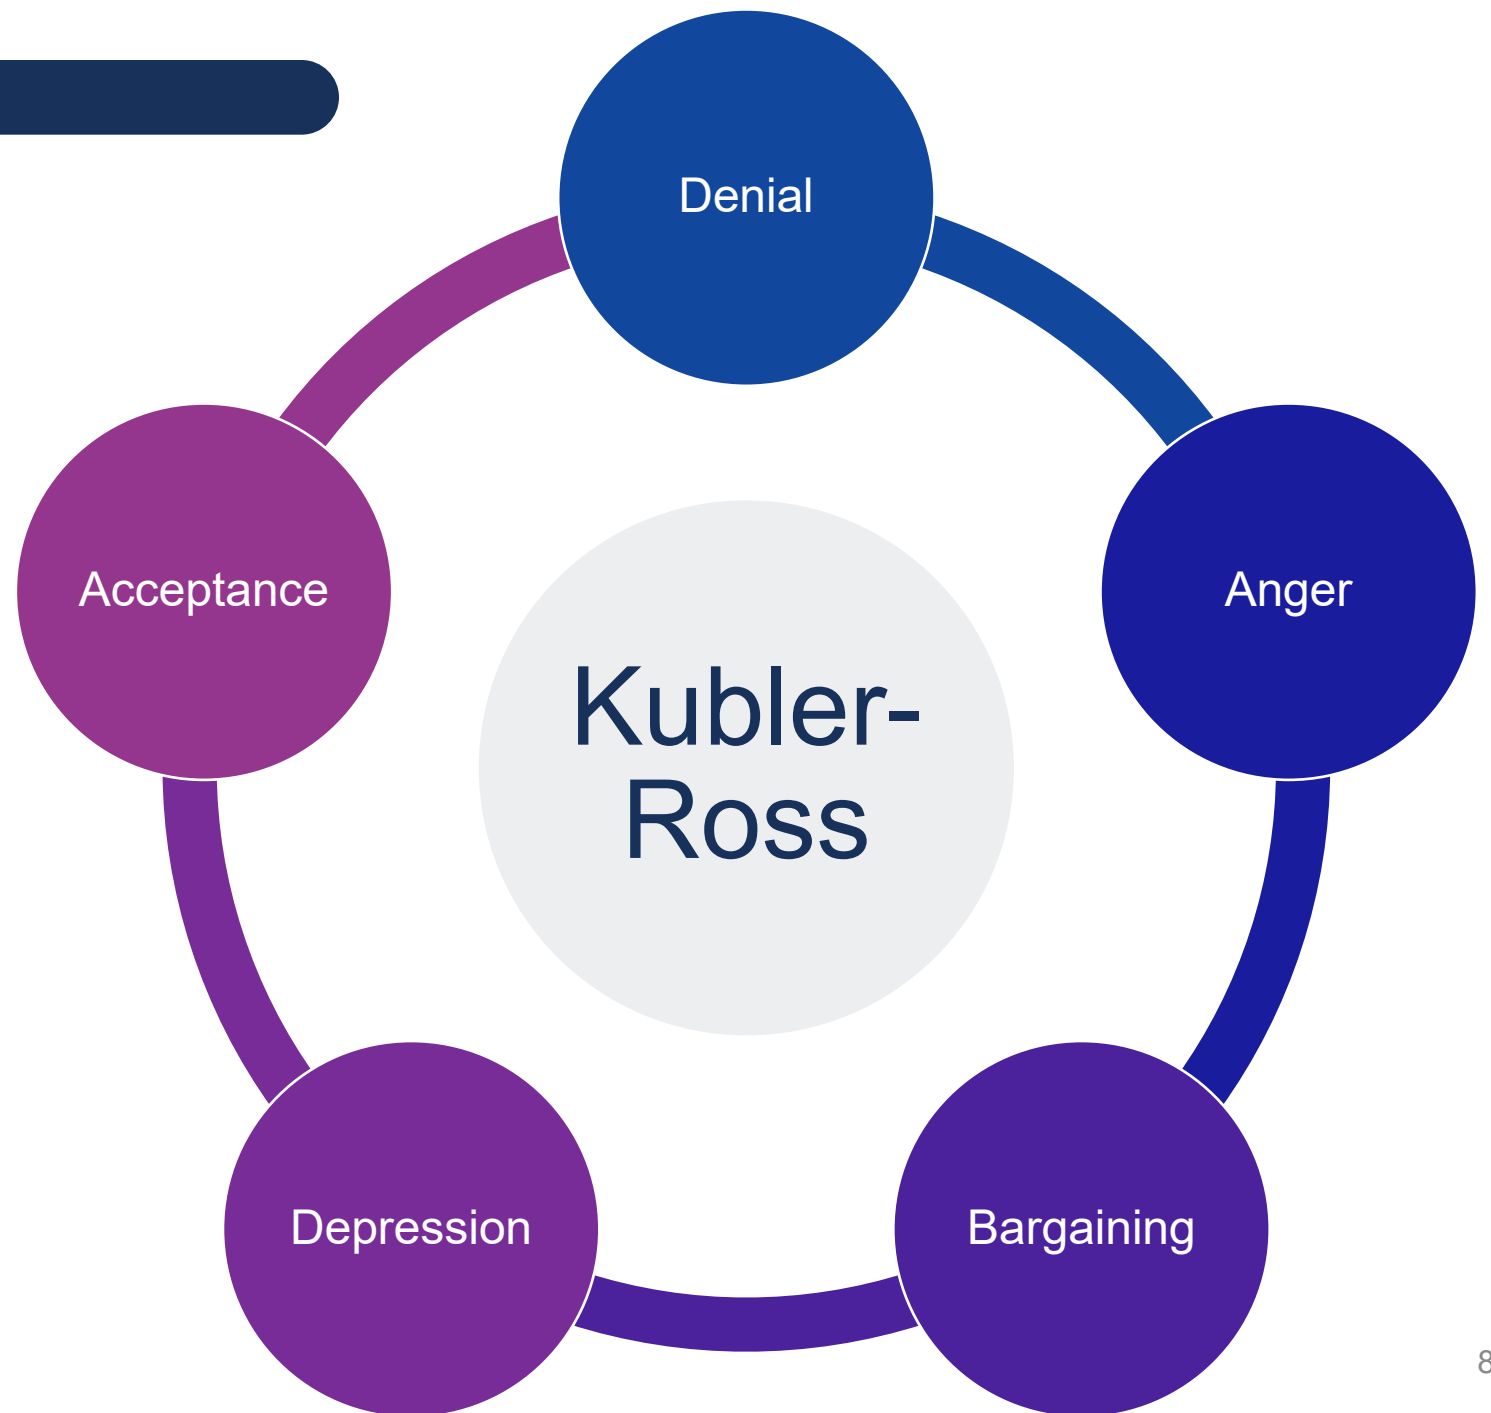 Denial
Anger
Bargaining
Depression
Acceptance
Kubler-
Ross
8